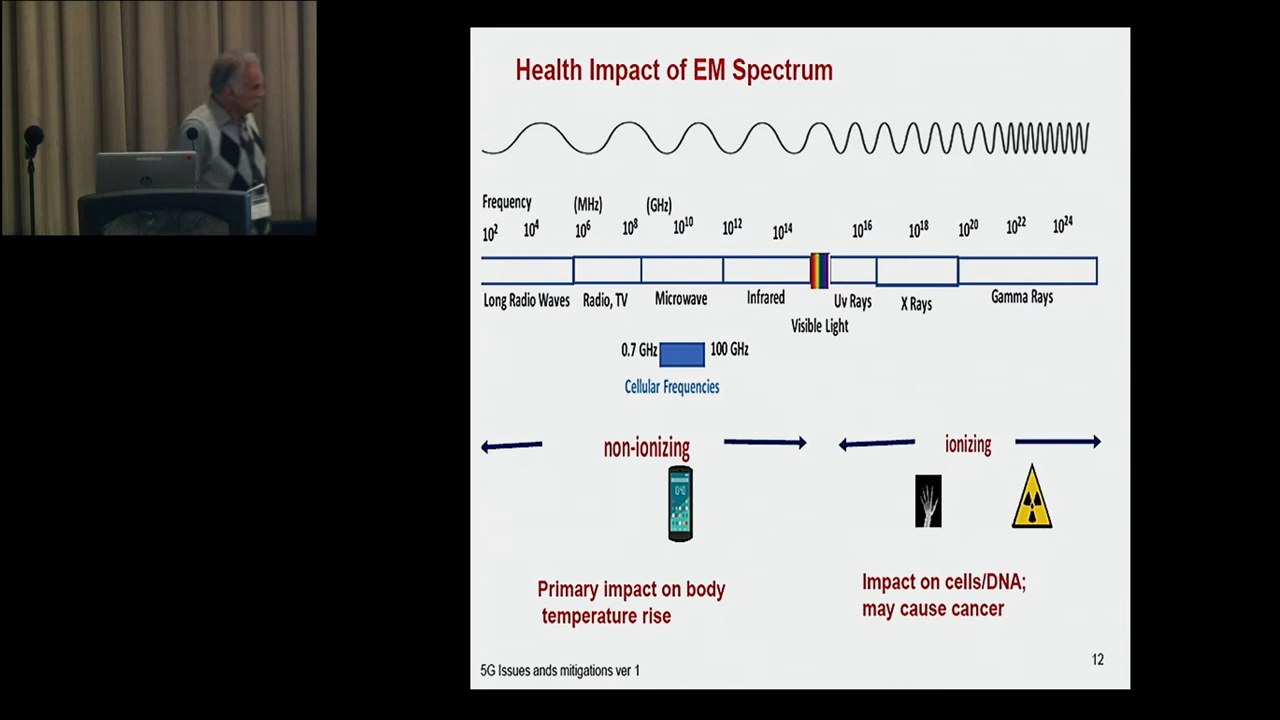 Health Impact of EM Spectrum
Frequency (MHz) (GHz)
10² 10⁴ 10⁶ 10⁸ 10¹⁰ 10¹² 10¹⁴ 10¹⁶ 10¹⁸ 10²⁰ 10²² 10²⁴
Long Radio Waves Radio, TV Microwave Infrared Uv Rays X Rays Gamma Rays
Visible Light
0.7 GHz 100 GHz
Cellular Frequencies
non-ionizing ionizing
Primary impact on body
temperature rise
Impact on cells/DNA;
may cause cancer
12
5G Issues ands mitigations ver 1